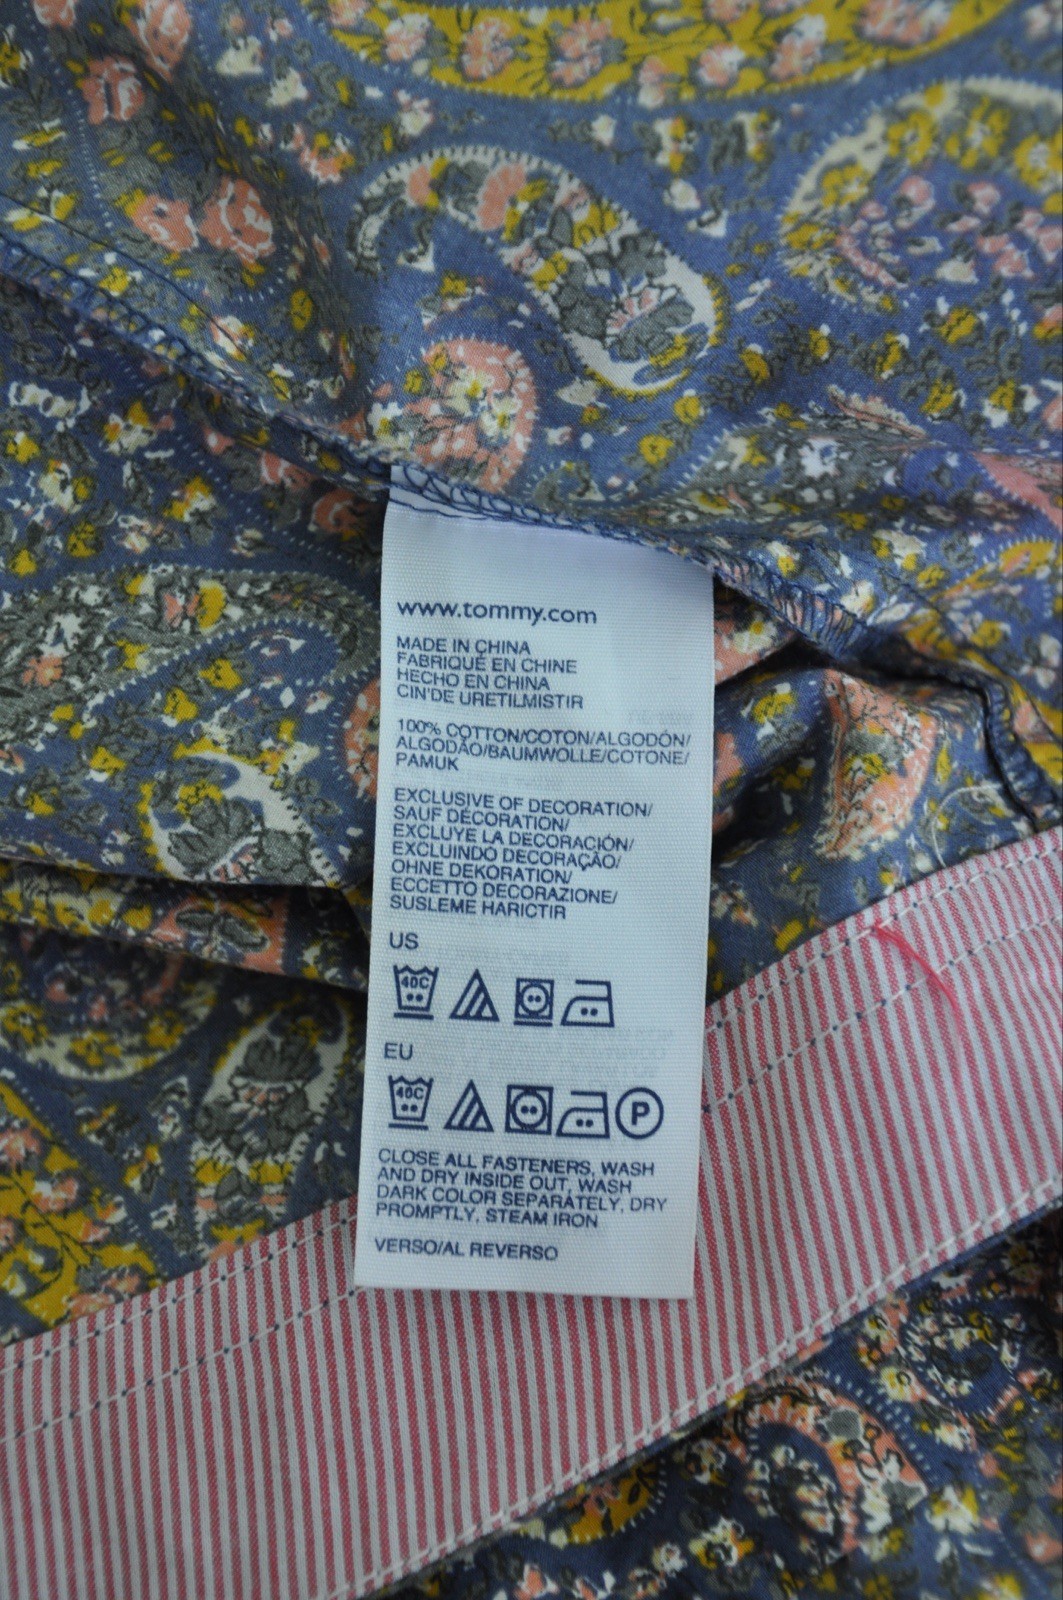 www.tommy.com
MADE IN CHINA
FABRIQUÉ EN CHINE
HECHO EN CHINA
CIN'DE URETILMISTIR
100% COTTON/COTON/ALGODÓN/
ALGODÃO/BAUMWOLLE/COTONE/
PAMUK
EXCLUSIVE OF DECORATION/
SAUF DÉCORATION/
EXCLUYE LA DECORACIÓN/
EXCLUINDO DECORAÇÃO/
OHNE DEKORATION/
ECCETTO DECORAZIONE/
SUSLEME HARICTIR
US
40C
EU
40C P
CLOSE ALL FASTENERS, WASH
AND DRY INSIDE OUT, WASH
DARK COLOR SEPARATELY, DRY
PROMPTLY, STEAM IRON
VERSO/AL REVERSO